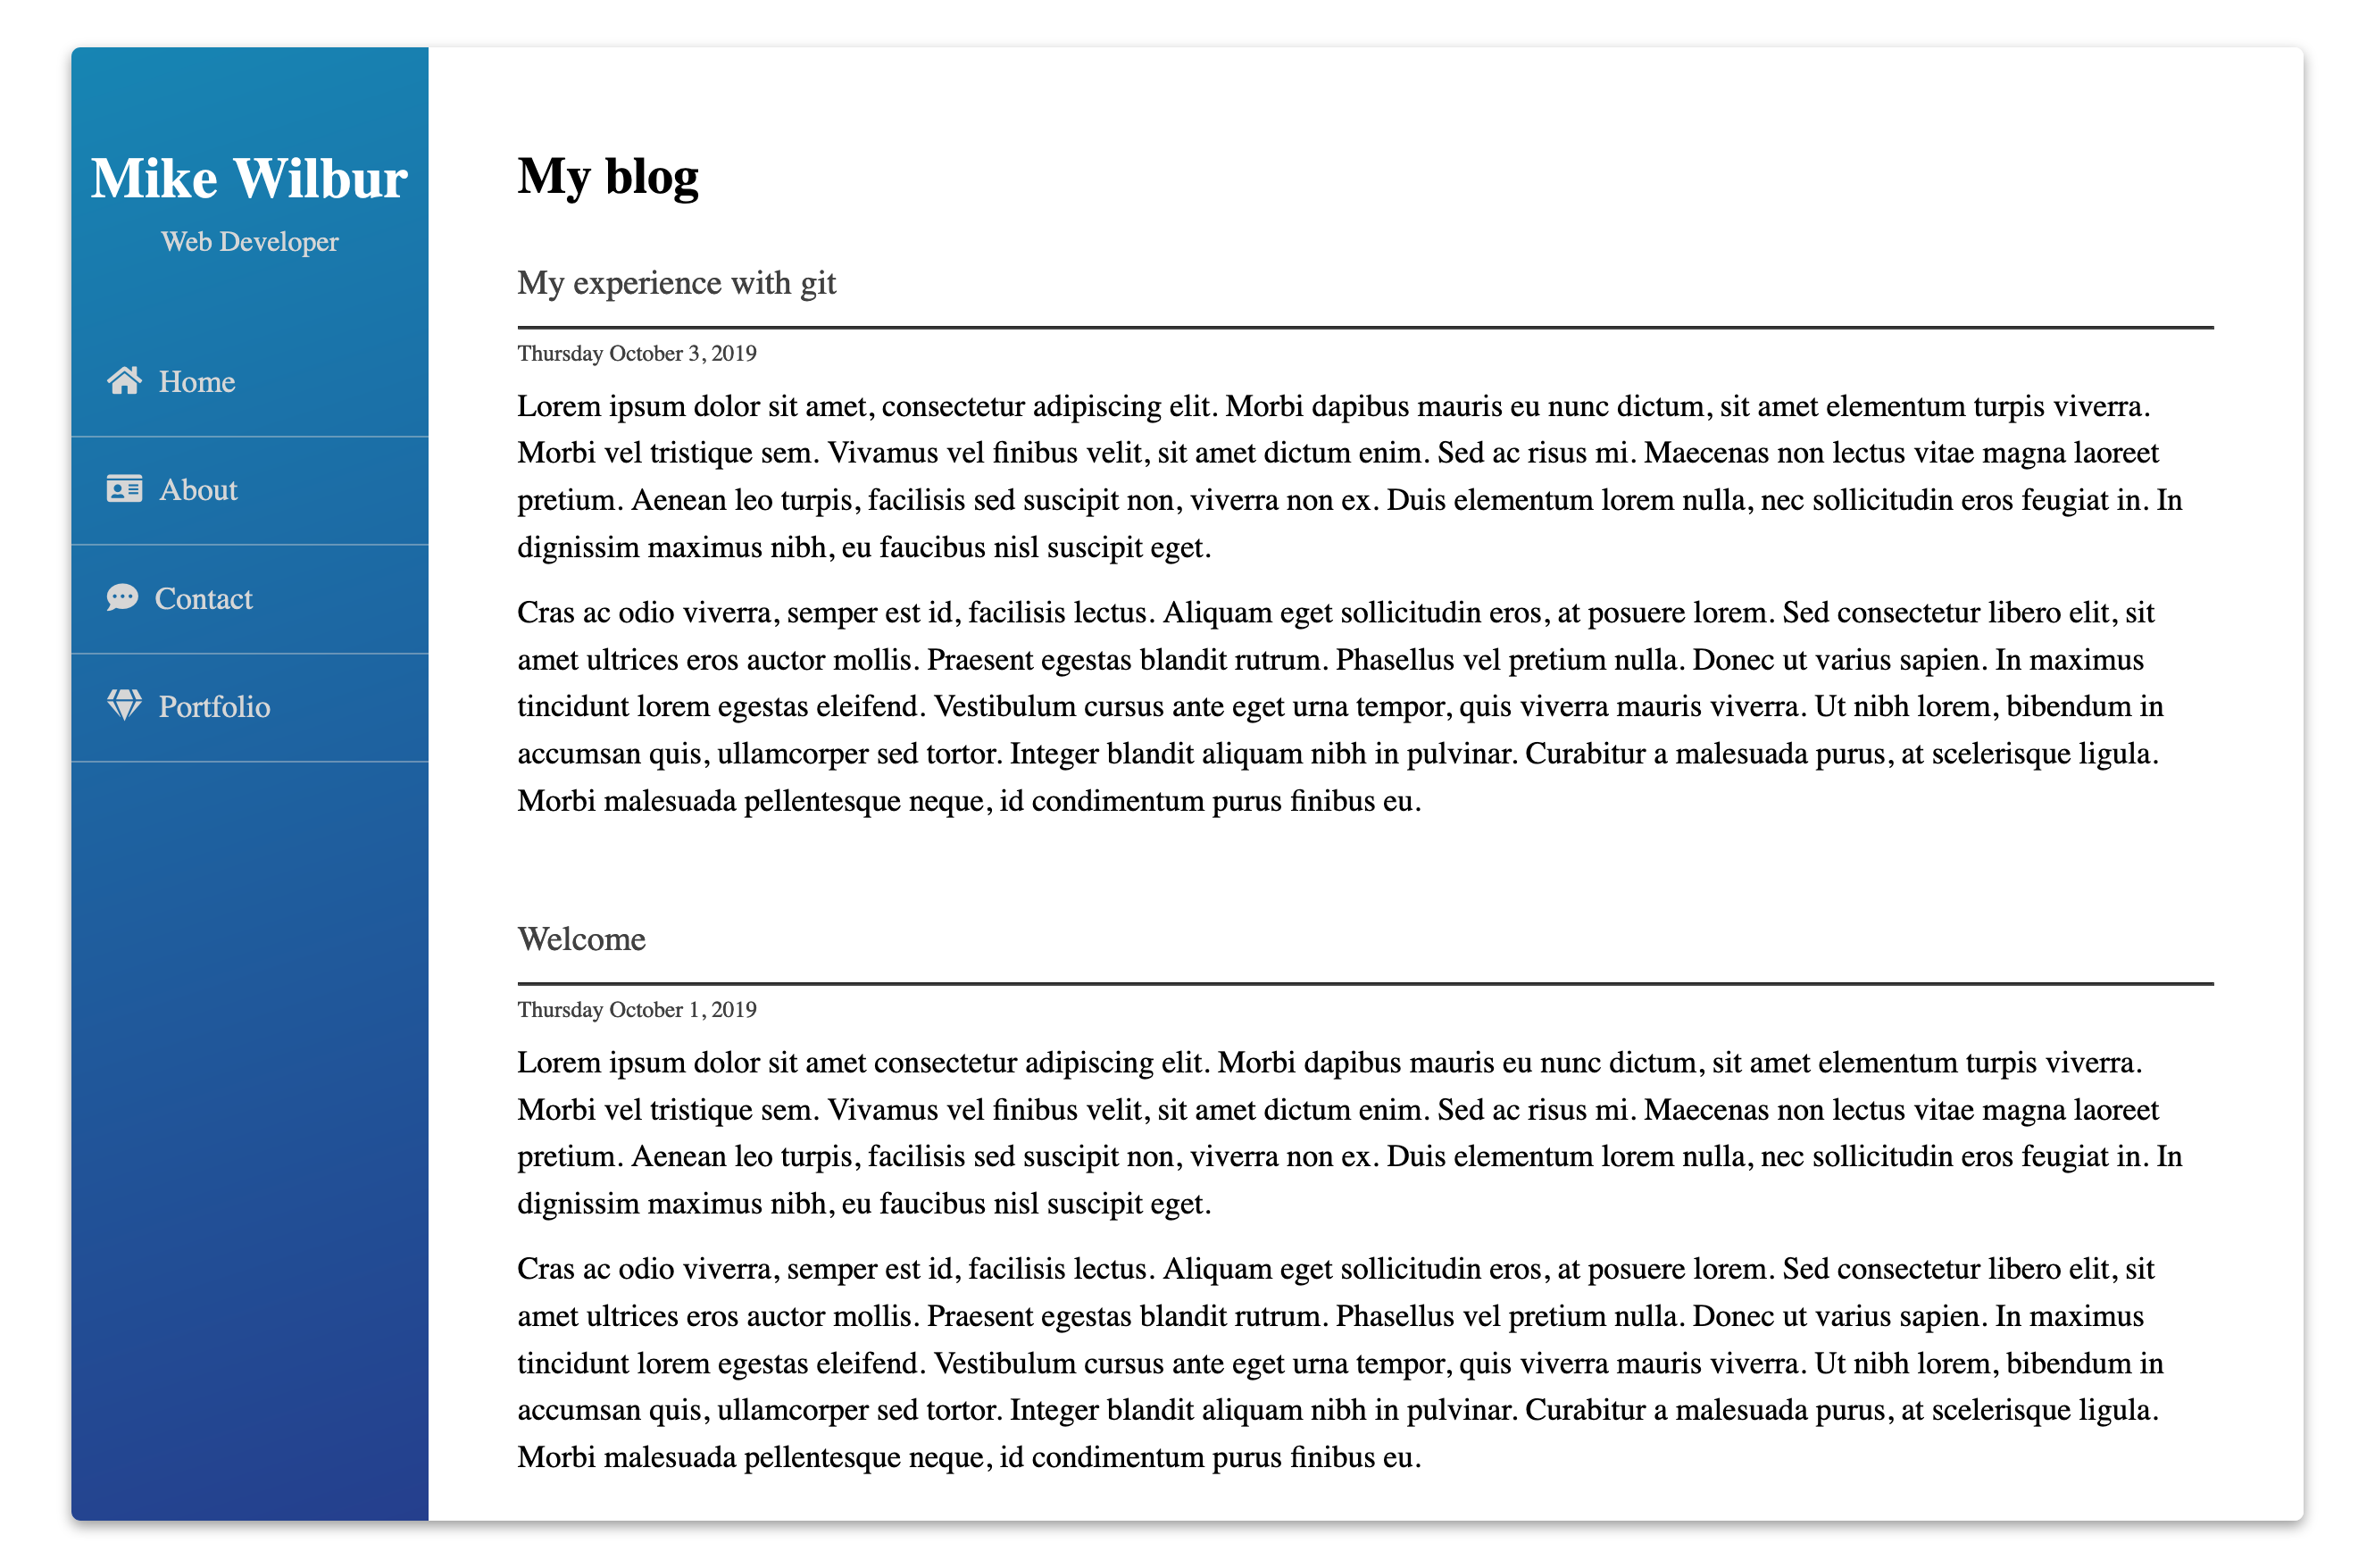 Mike Wilbur
Web Developer
Home
About
Contact
Portfolio
My blog
My experience with git
Thursday October 3, 2019
Lorem ipsum dolor sit amet, consectetur adipiscing elit. Morbi dapibus mauris eu nunc dictum, sit amet elementum turpis viverra.
Morbi vel tristique sem. Vivamus vel finibus velit, sit amet dictum enim. Sed ac risus mi. Maecenas non lectus vitae magna laoreet
pretium. Aenean leo turpis, facilisis sed suscipit non, viverra non ex. Duis elementum lorem nulla, nec sollicitudin eros feugiat in. In
dignissim maximus nibh, eu faucibus nisl suscipit eget.
Cras ac odio viverra, semper est id, facilisis lectus. Aliquam eget sollicitudin eros, at posuere lorem. Sed consectetur libero elit, sit
amet ultrices eros auctor mollis. Praesent egestas blandit rutrum. Phasellus vel pretium nulla. Donec ut varius sapien. In maximus
tincidunt lorem egestas eleifend. Vestibulum cursus ante eget urna tempor, quis viverra mauris viverra. Ut nibh lorem, bibendum in
accumsan quis, ullamcorper sed tortor. Integer blandit aliquam nibh in pulvinar. Curabitur a malesuada purus, at scelerisque ligula.
Morbi malesuada pellentesque neque, id condimentum purus finibus eu.
Welcome
Thursday October 1, 2019
Lorem ipsum dolor sit amet consectetur adipiscing elit. Morbi dapibus mauris eu nunc dictum, sit amet elementum turpis viverra.
Morbi vel tristique sem. Vivamus vel finibus velit, sit amet dictum enim. Sed ac risus mi. Maecenas non lectus vitae magna laoreet
pretium. Aenean leo turpis, facilisis sed suscipit non, viverra non ex. Duis elementum lorem nulla, nec sollicitudin eros feugiat in. In
dignissim maximus nibh, eu faucibus nisl suscipit eget.
Cras ac odio viverra, semper est id, facilisis lectus. Aliquam eget sollicitudin eros, at posuere lorem. Sed consectetur libero elit, sit
amet ultrices eros auctor mollis. Praesent egestas blandit rutrum. Phasellus vel pretium nulla. Donec ut varius sapien. In maximus
tincidunt lorem egestas eleifend. Vestibulum cursus ante eget urna tempor, quis viverra mauris viverra. Ut nibh lorem, bibendum in
accumsan quis, ullamcorper sed tortor. Integer blandit aliquam nibh in pulvinar. Curabitur a malesuada purus, at scelerisque ligula.
Morbi malesuada pellentesque neque, id condimentum purus finibus eu.